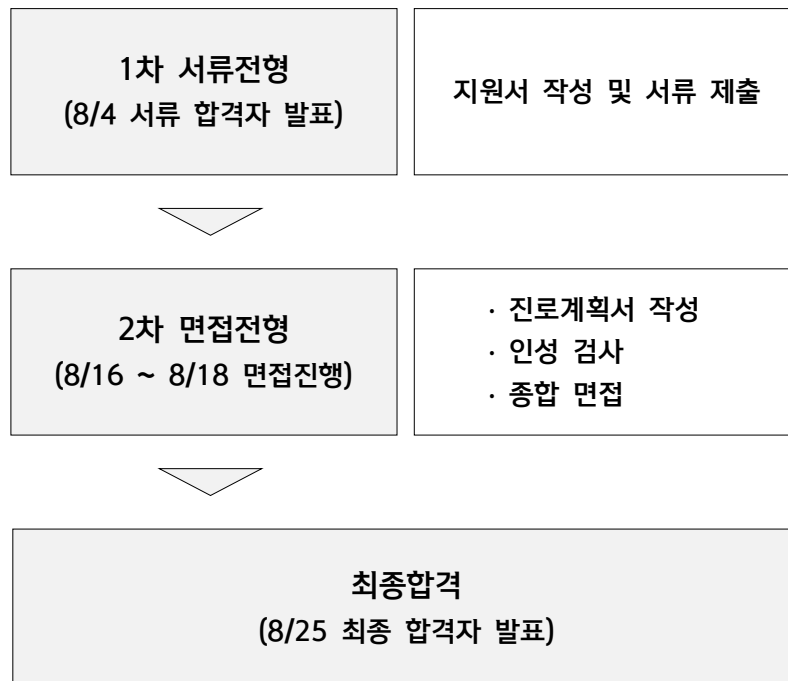 1차 서류전형
(8/4 서류 합격자 발표)
지원서 작성 및 서류 제출
2차 면접전형
(8/16 ~ 8/18 면접진행)
· 진로계획서 작성
· 인성 검사
· 종합 면접
최종합격
(8/25 최종 합격자 발표)